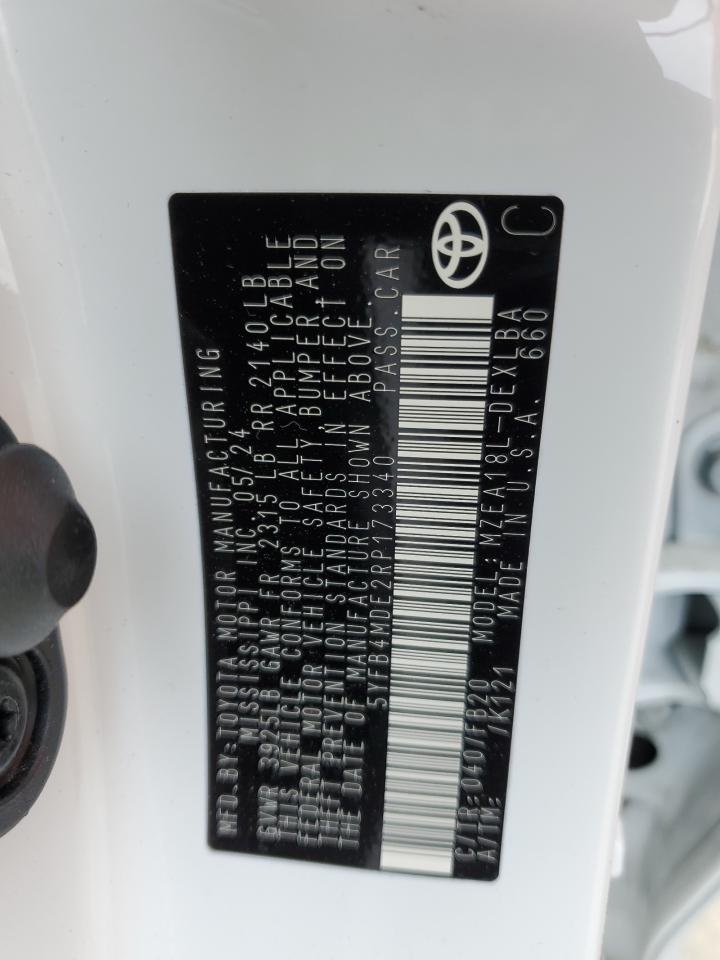 MFD. BY: TOYOTA MOTOR MANUFACTURING
MISSISSIPPI INC. 05/24
GVWR 3925LB GAWR FR 2315 LB RR 2140 LB
THIS VEHICLE CONFORMS TO ALL APPLICABLE
FEDERAL MOTOR VEHICLE SAFETY, BUMPER AND
THEFT PREVENTION STANDARDS IN EFFECT ON
THE DATE OF MANUFACTURE SHOWN ABOVE.
5YFB4MDE2RP173340 PASS.CAR
C/TR: 040/FB20 MODEL: MZEA18L-DEXLBA
A/TM: /K121 MADE IN U.S.A. 660
C